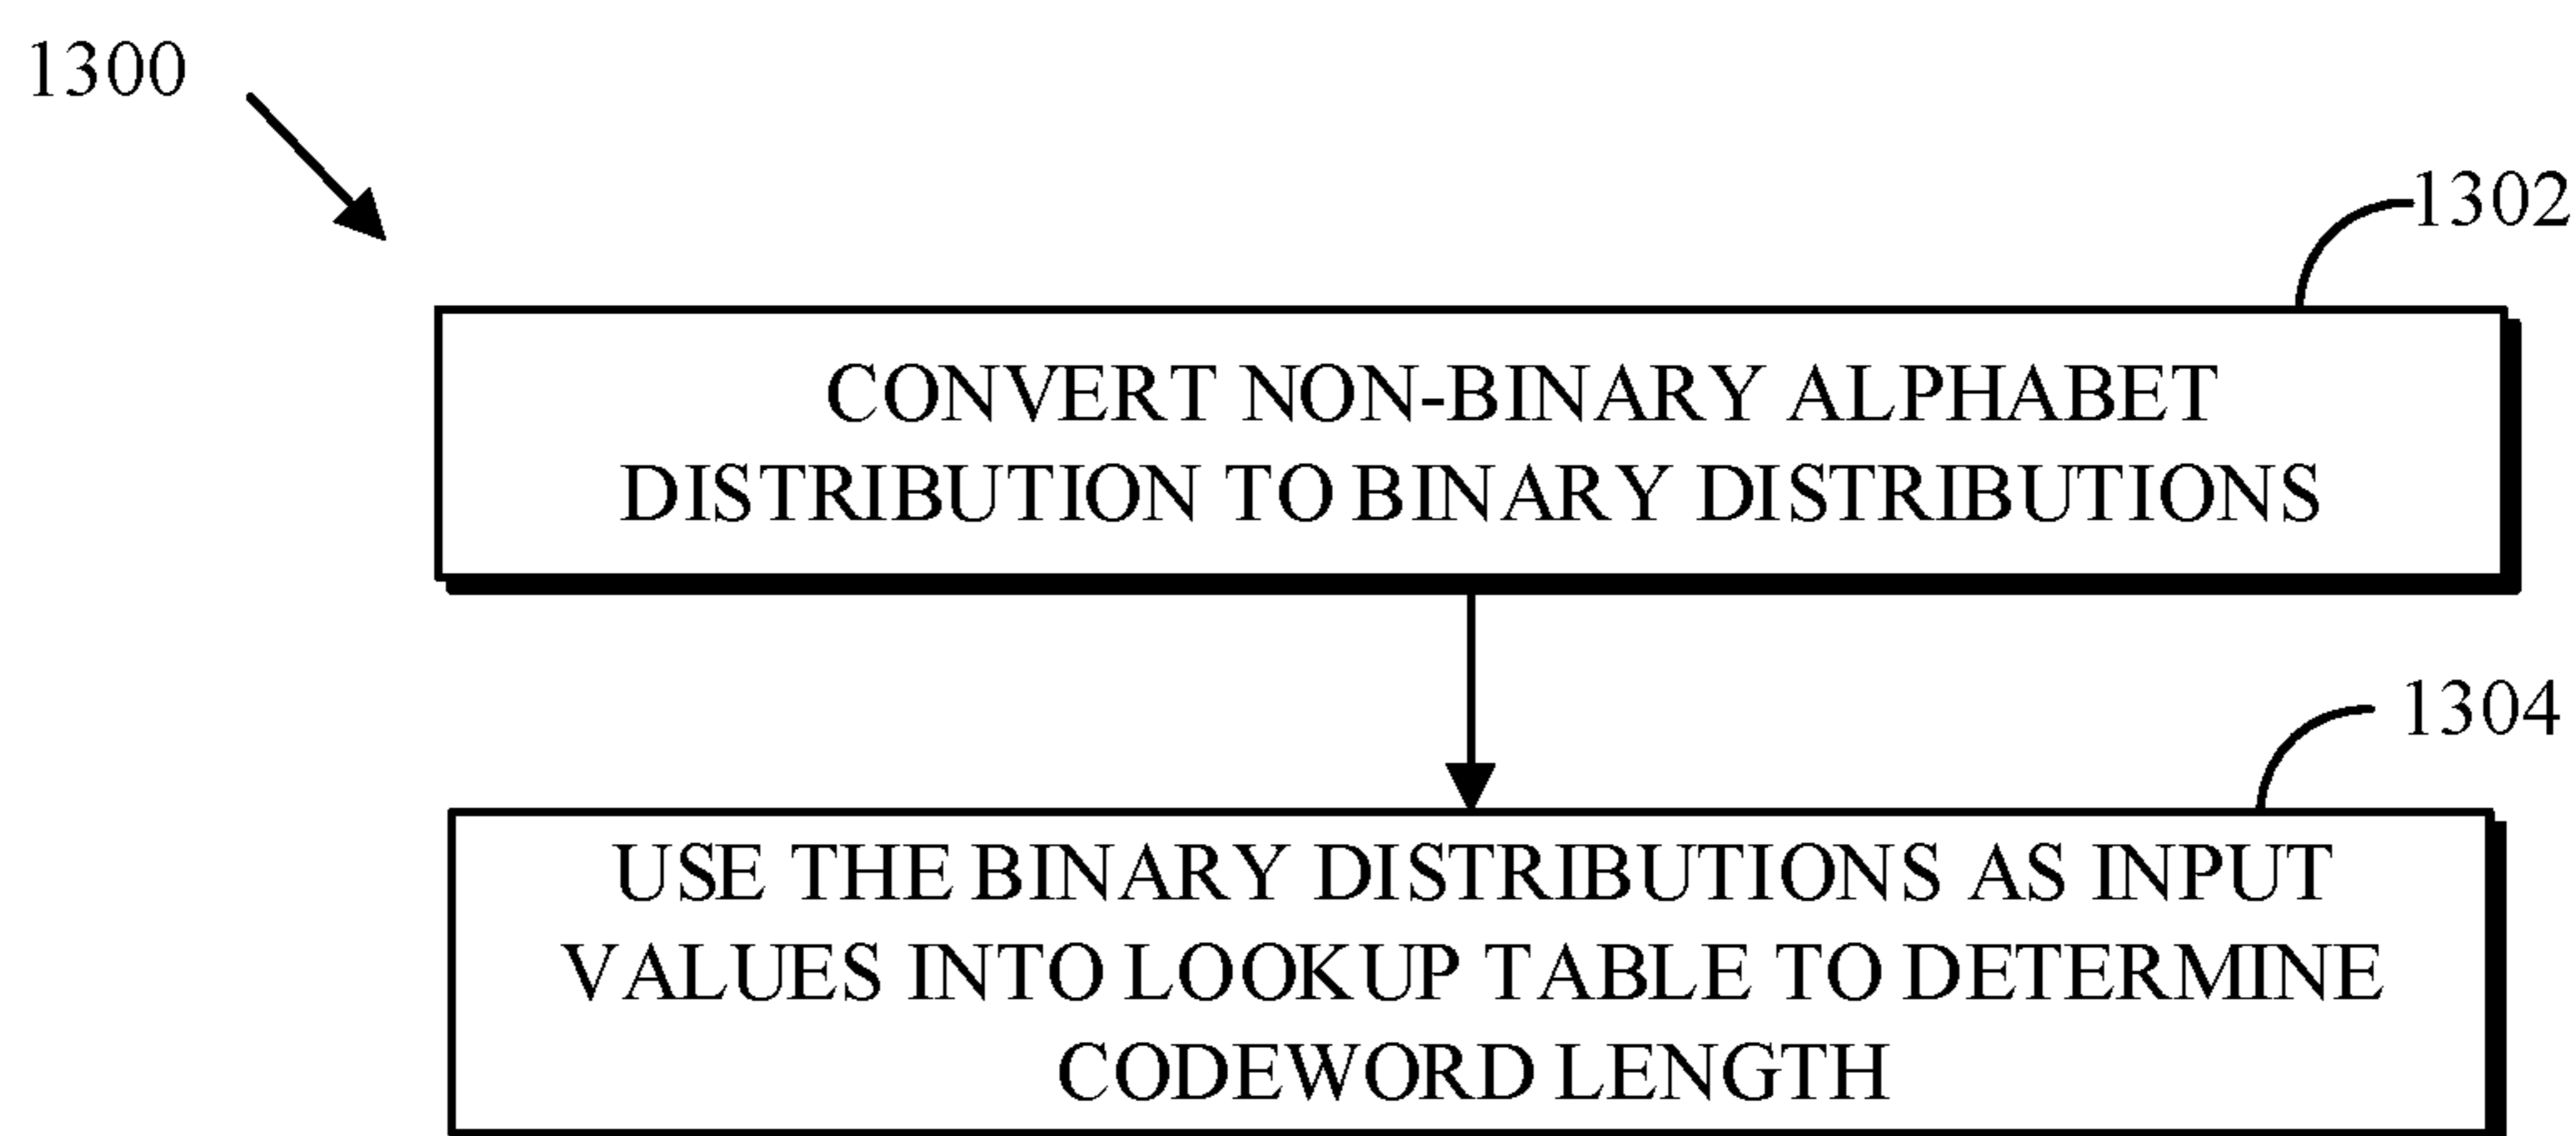 1300
1302
CONVERT NON-BINARY ALPHABET
DISTRIBUTION TO BINARY DISTRIBUTIONS
1304
USE THE BINARY DISTRIBUTIONS AS INPUT
VALUES INTO LOOKUP TABLE TO DETERMINE
CODEWORD LENGTH